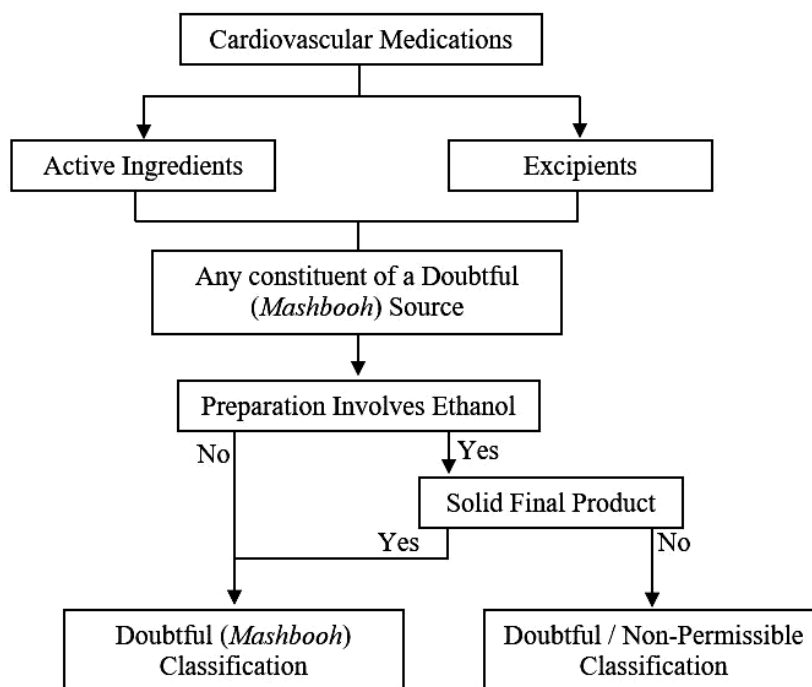 Cardiovascular Medications
Active Ingredients
Excipients
Any constituent of a Doubtful
(Mashbooh) Source
Preparation Involves Ethanol
No
Yes
Solid Final Product
Yes
No
Doubtful (Mashbooh)
Classification
Doubtful / Non-Permissible
Classification